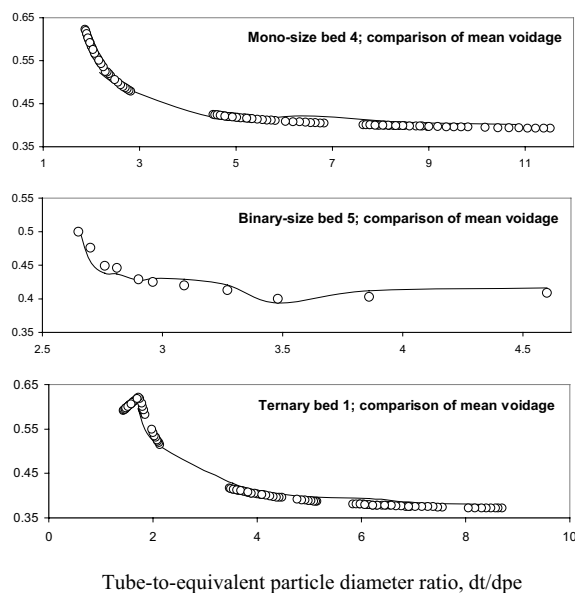 0.65
Mono-size bed 4; comparison of mean voidage
0.55
0.45
0.35
1 3 5 7 9 11
0.55
Binary-size bed 5; comparison of mean voidage
0.5
0.45
0.4
0.35
2.5 3 3.5 4 4.5
0.65
Ternary bed 1; comparison of mean voidage
0.55
0.45
0.35
0 2 4 6 8 10
Tube-to-equivalent particle diameter ratio, dt/dpe